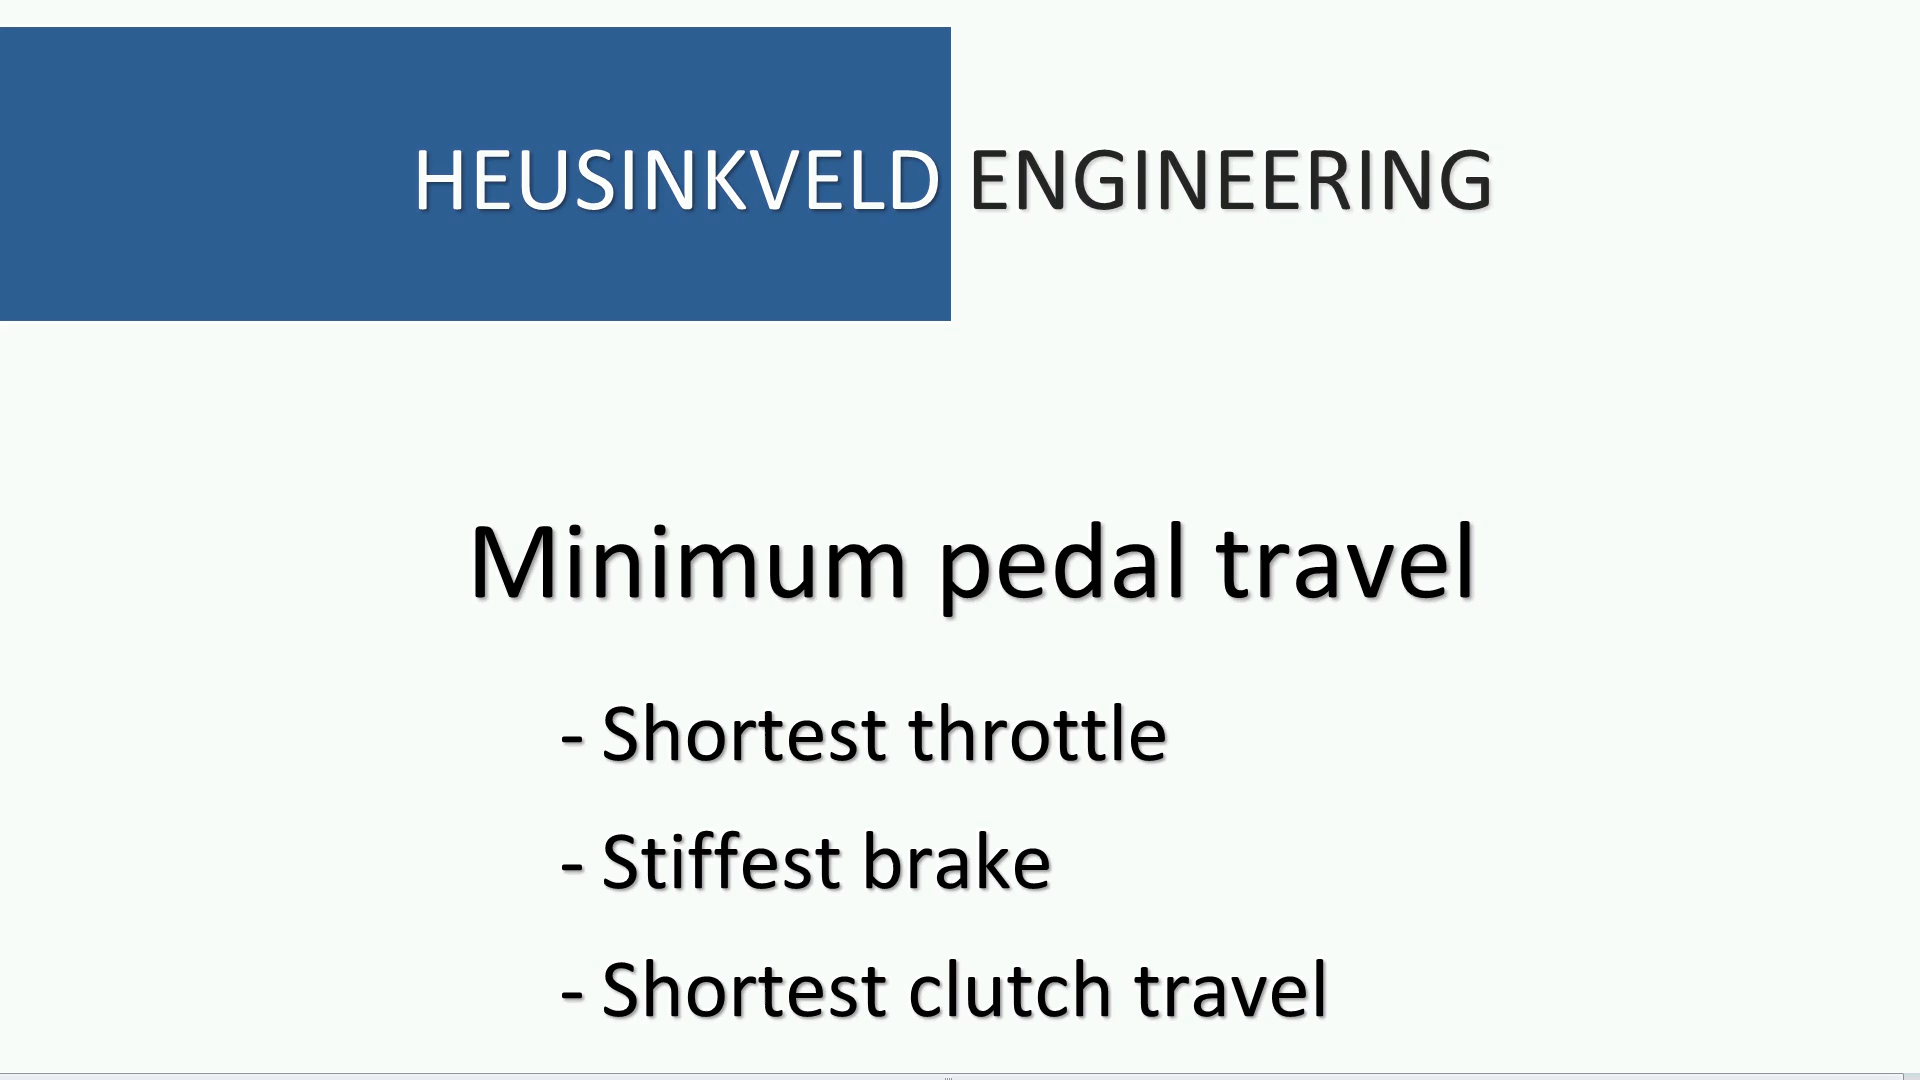 HEUSINKVELD ENGINEERING
Minimum pedal travel
- Shortest throttle
- Stiffest brake
- Shortest clutch travel